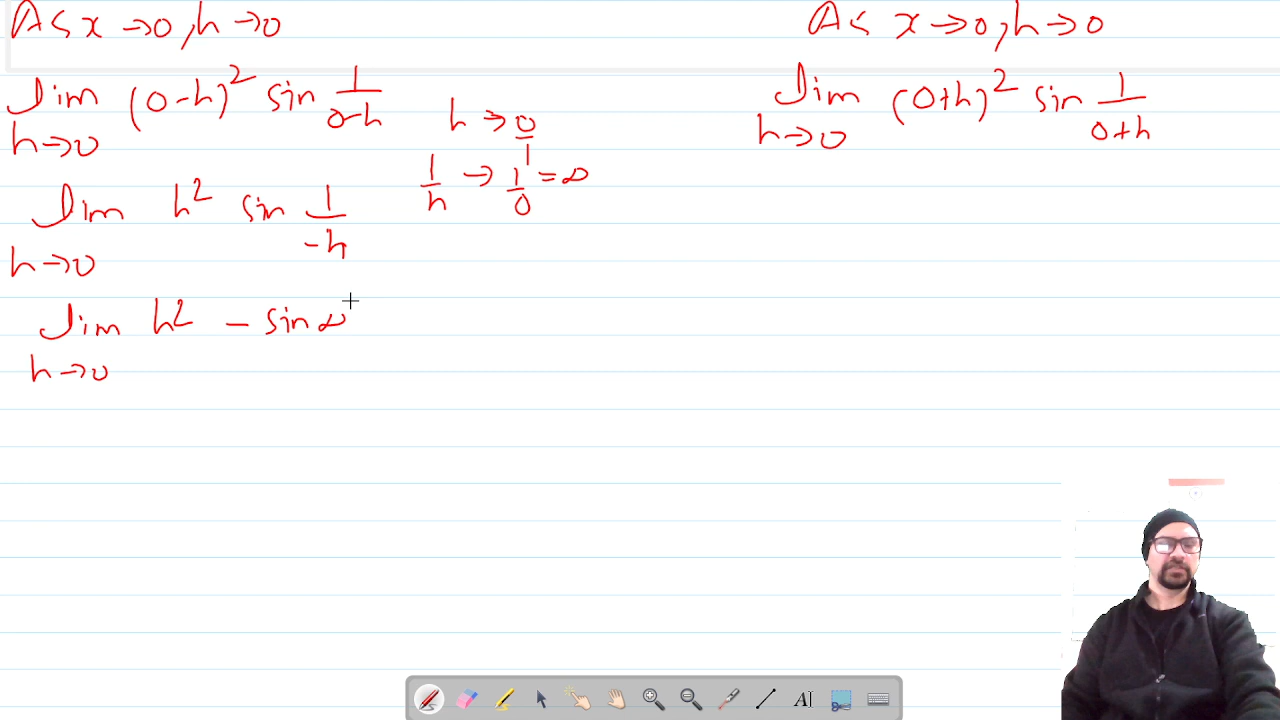 As x →0, h →0
lim (0-h)² sin 1/(0-h)
h→0
h → 0/1
1/h → 1/0 = ∞
lim h² sin 1/-h
h→0
lim h² - sin ∞
h→0
As x →0, h →0
lim (0+h)² sin 1/(0+h)
h→0
A